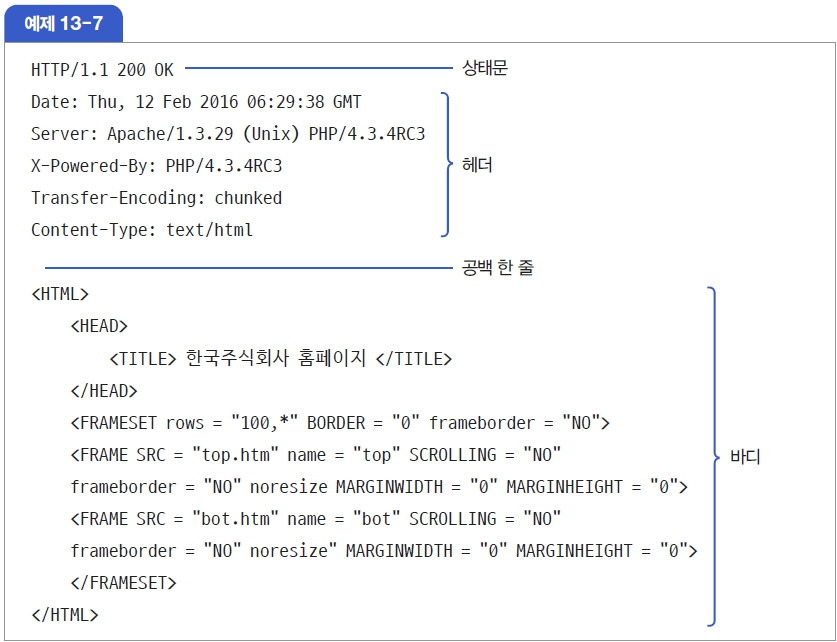 예제 13-7
HTTP/1.1 200 OK 상태문
Date: Thu, 12 Feb 2016 06:29:38 GMT
Server: Apache/1.3.29 (Unix) PHP/4.3.4RC3
X-Powered-By: PHP/4.3.4RC3 헤더
Transfer-Encoding: chunked
Content-Type: text/html
공백 한 줄
<HTML>
<HEAD>
<TITLE> 한국주식회사 홈페이지 </TITLE>
</HEAD>
<FRAMESET rows = "100,*" BORDER = "0" frameborder = "NO">
<FRAME SRC = "top.htm" name = "top" SCROLLING = "NO" 바디
frameborder = "NO" noresize MARGINWIDTH = "0" MARGINHEIGHT = "0">
<FRAME SRC = "bot.htm" name = "bot" SCROLLING = "NO"
frameborder = "NO" noresize" MARGINWIDTH = "0" MARGINHEIGHT = "0">
</FRAMESET>
</HTML>